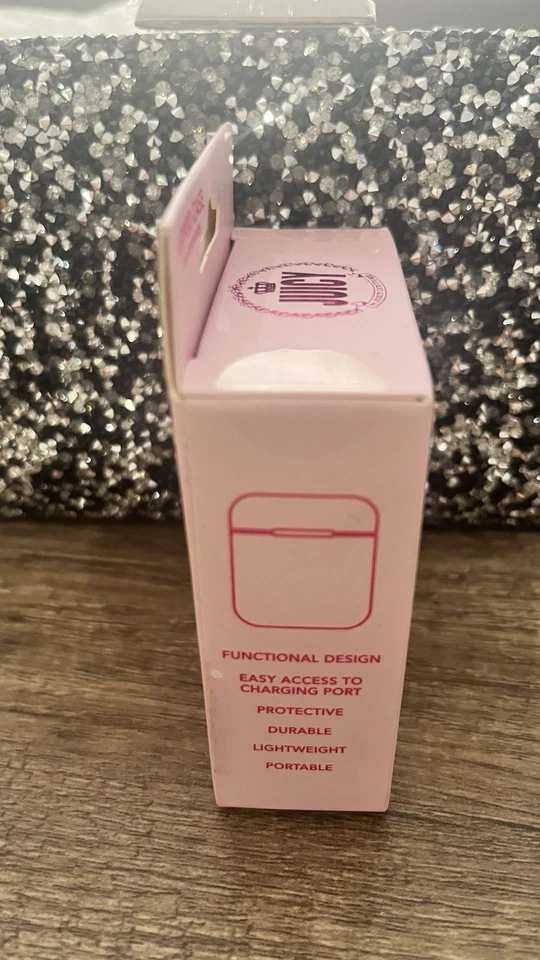 JUICY
FUNCTIONAL DESIGN
EASY ACCESS TO
CHARGING PORT
PROTECTIVE
DURABLE
LIGHTWEIGHT
PORTABLE